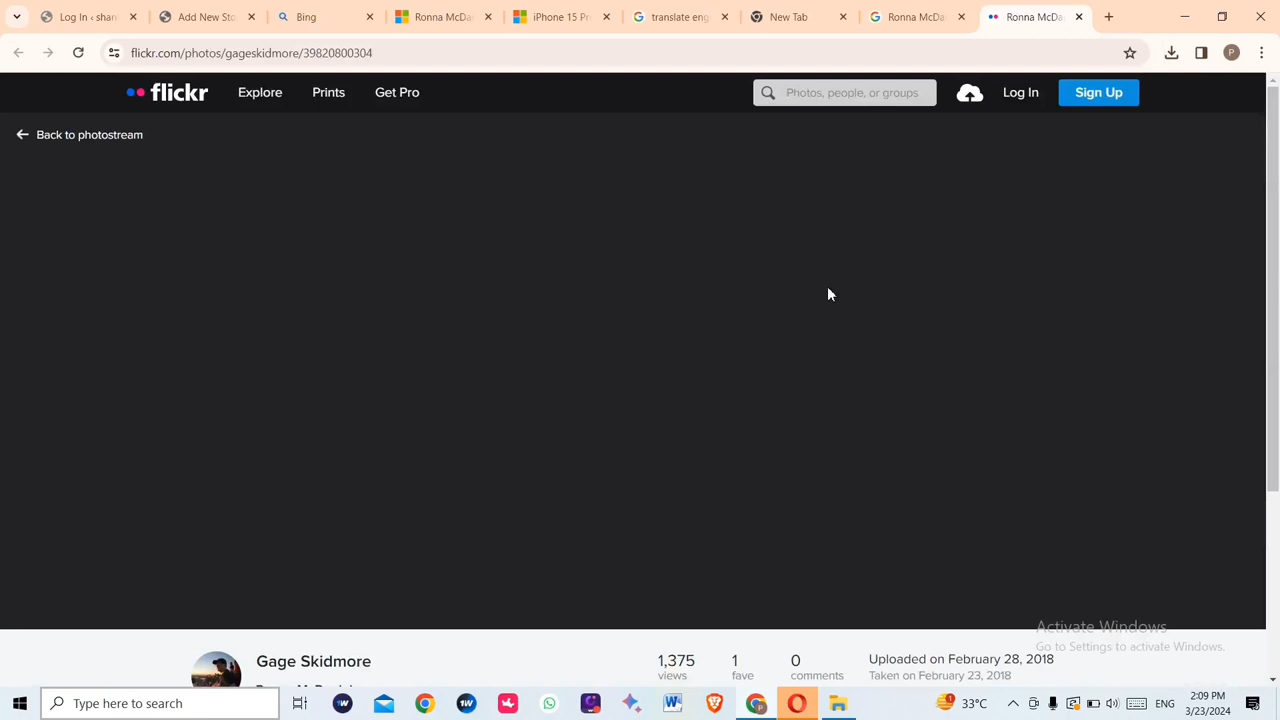 Log In ‹ shan
Add New Sto
Bing
Ronna McDa
iPhone 15 Pr
translate eng
New Tab
Ronna McDa
Ronna McDa
flickr.com/photos/gageskidmore/39820800304
P
flickr
Explore
Prints
Get Pro
Photos, people, or groups
Log In
Sign Up
Back to photostream
Activate Windows
Go to Settings to activate Windows.
Gage Skidmore
1,375
views
1
fave
0
comments
Uploaded on February 28, 2018
Taken on February 23, 2018
Type here to search
33°C
ENG
2:09 PM
3/23/2024